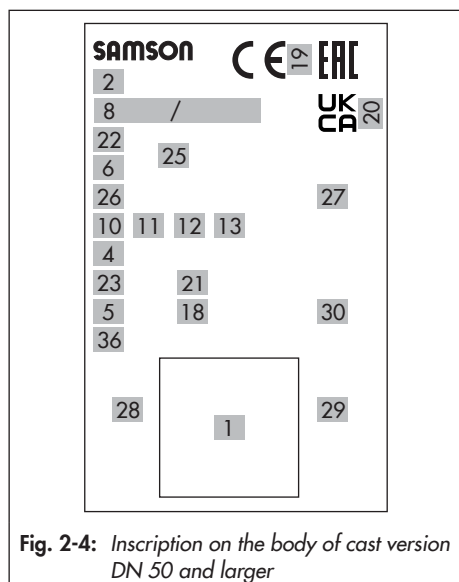 SAMSON CE 19 EAC
2
8 / UK CA 20
22
25
6
26 27
10 11 12 13
4
23 21
5 18 30
36
28 1 29
Fig. 2-4: Inscription on the body of cast version
DN 50 and larger